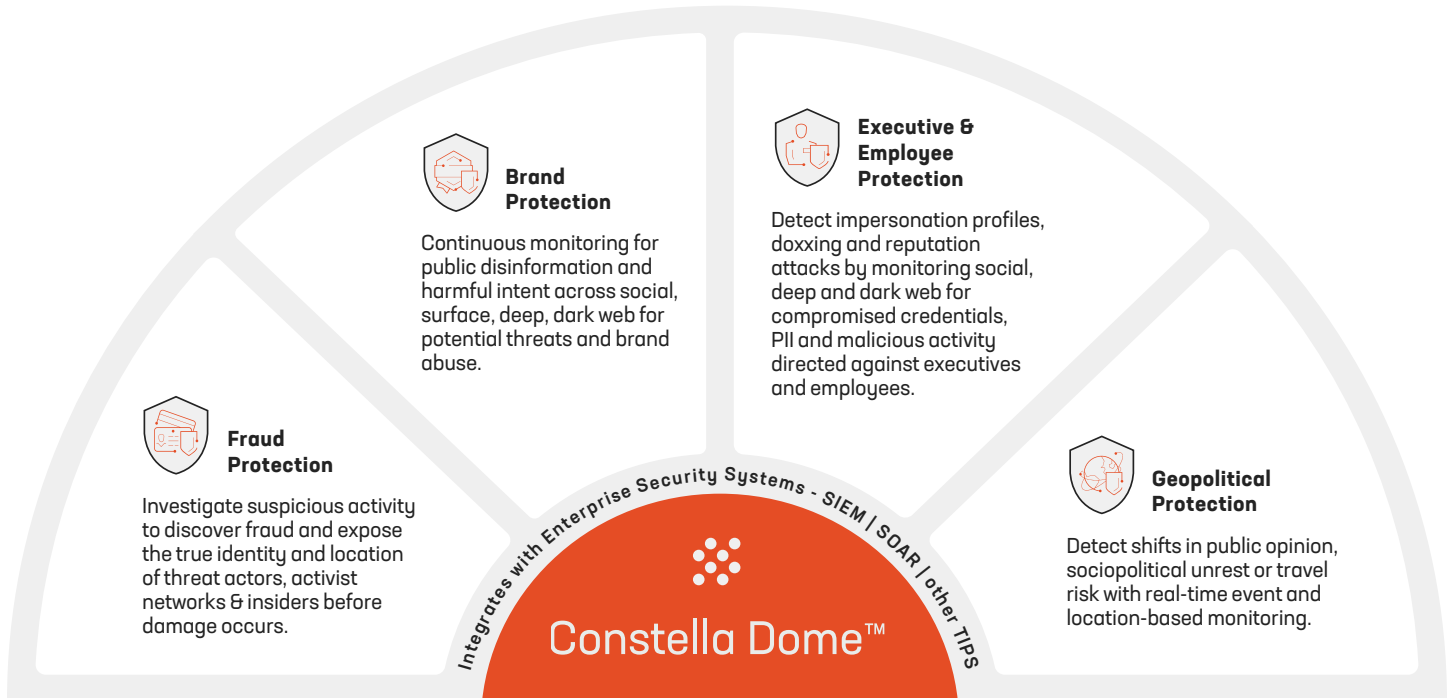 Fraud
Protection
Investigate suspicious activity
to discover fraud and expose
the true identity and location
of threat actors, activist
networks & insiders before
damage occurs.
Brand
Protection
Continuous monitoring for
public disinformation and
harmful intent across social,
surface, deep, dark web for
potential threats and brand
abuse.
Executive &
Employee
Protection
Detect impersonation profiles,
doxxing and reputation
attacks by monitoring social,
deep and dark web for
compromised credentials,
PII and malicious activity
directed against executives
and employees.
Geopolitical
Protection
Detect shifts in public opinion,
sociopolitical unrest or travel
risk with real-time event and
location-based monitoring.
Integrates with Enterprise Security Systems - SIEM | SOAR | other TIPS
Constella Dome™